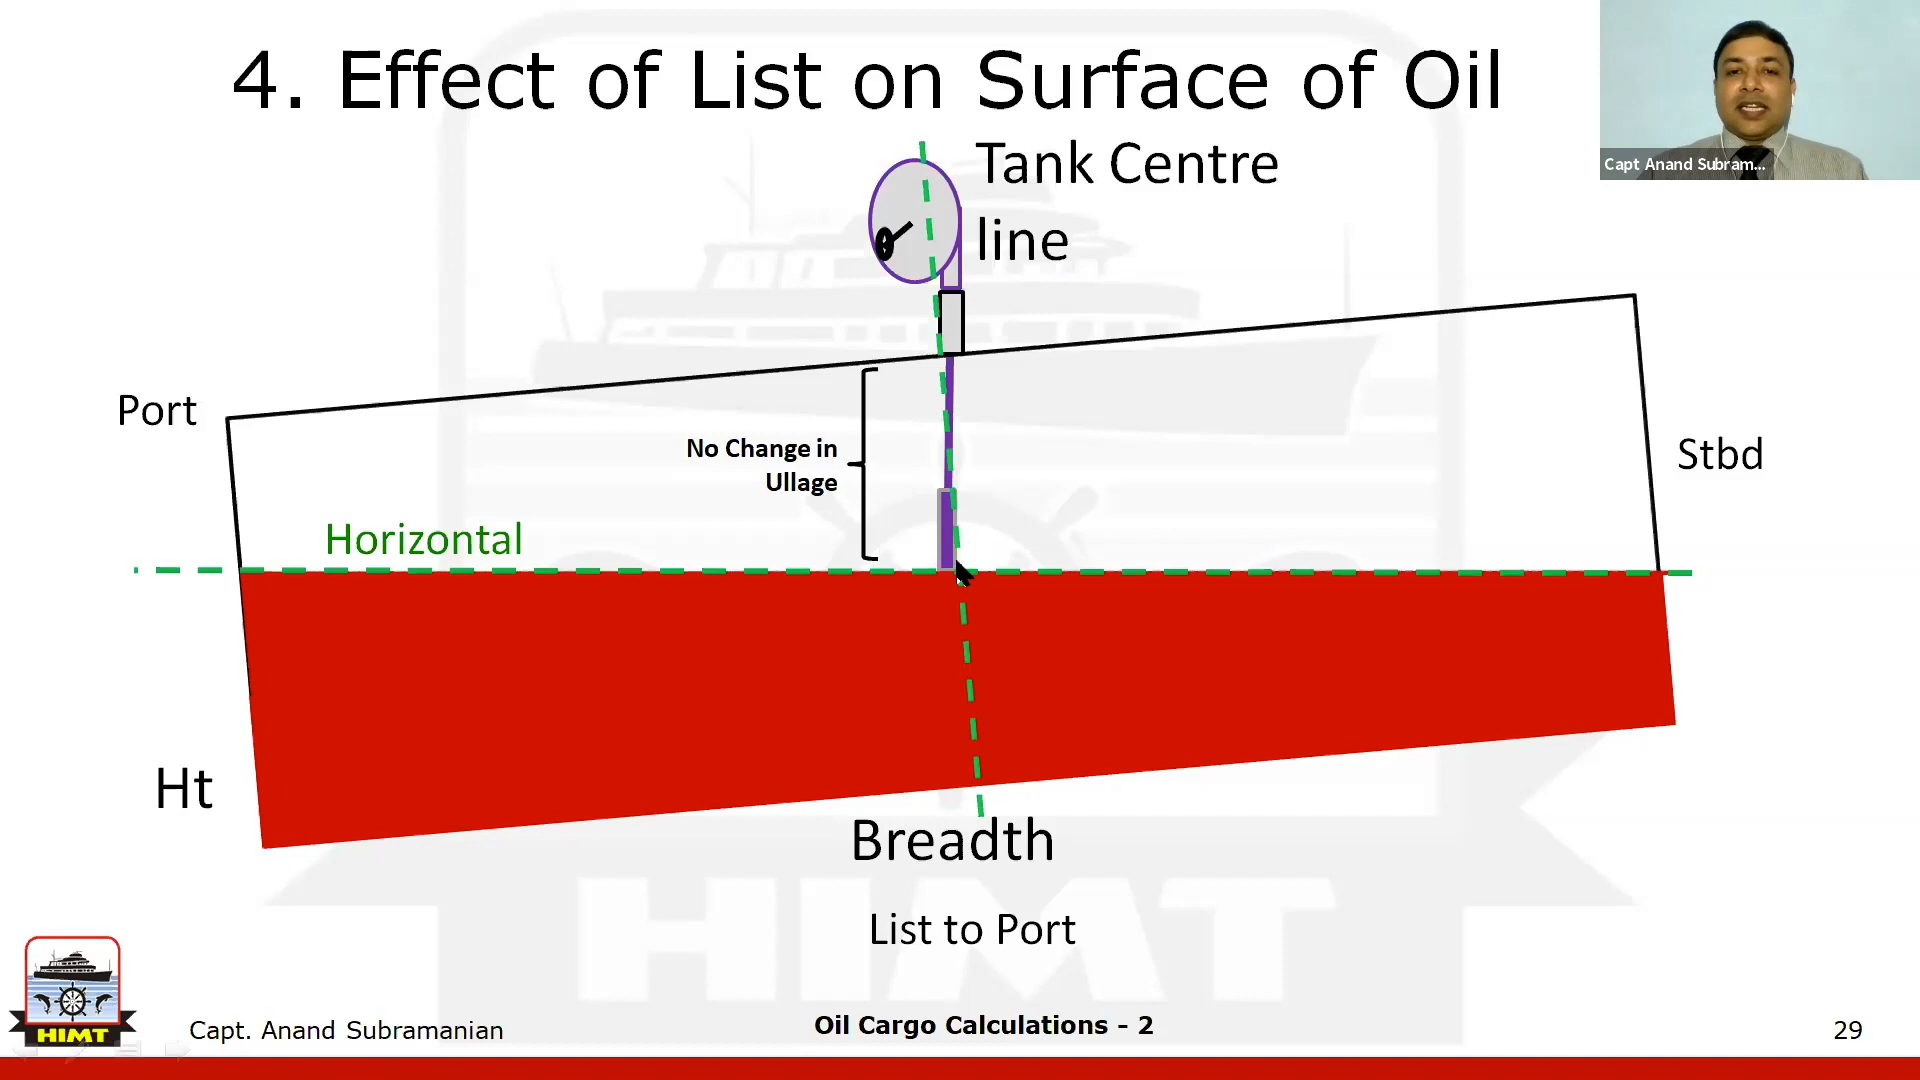 4. Effect of List on Surface of Oil
Capt Anand Subram...
Tank Centre
line
Port
No Change in
Ullage
Stbd
Horizontal
Ht
Breadth
List to Port
HIMT
HIMT
Capt. Anand Subramanian
Oil Cargo Calculations - 2
29